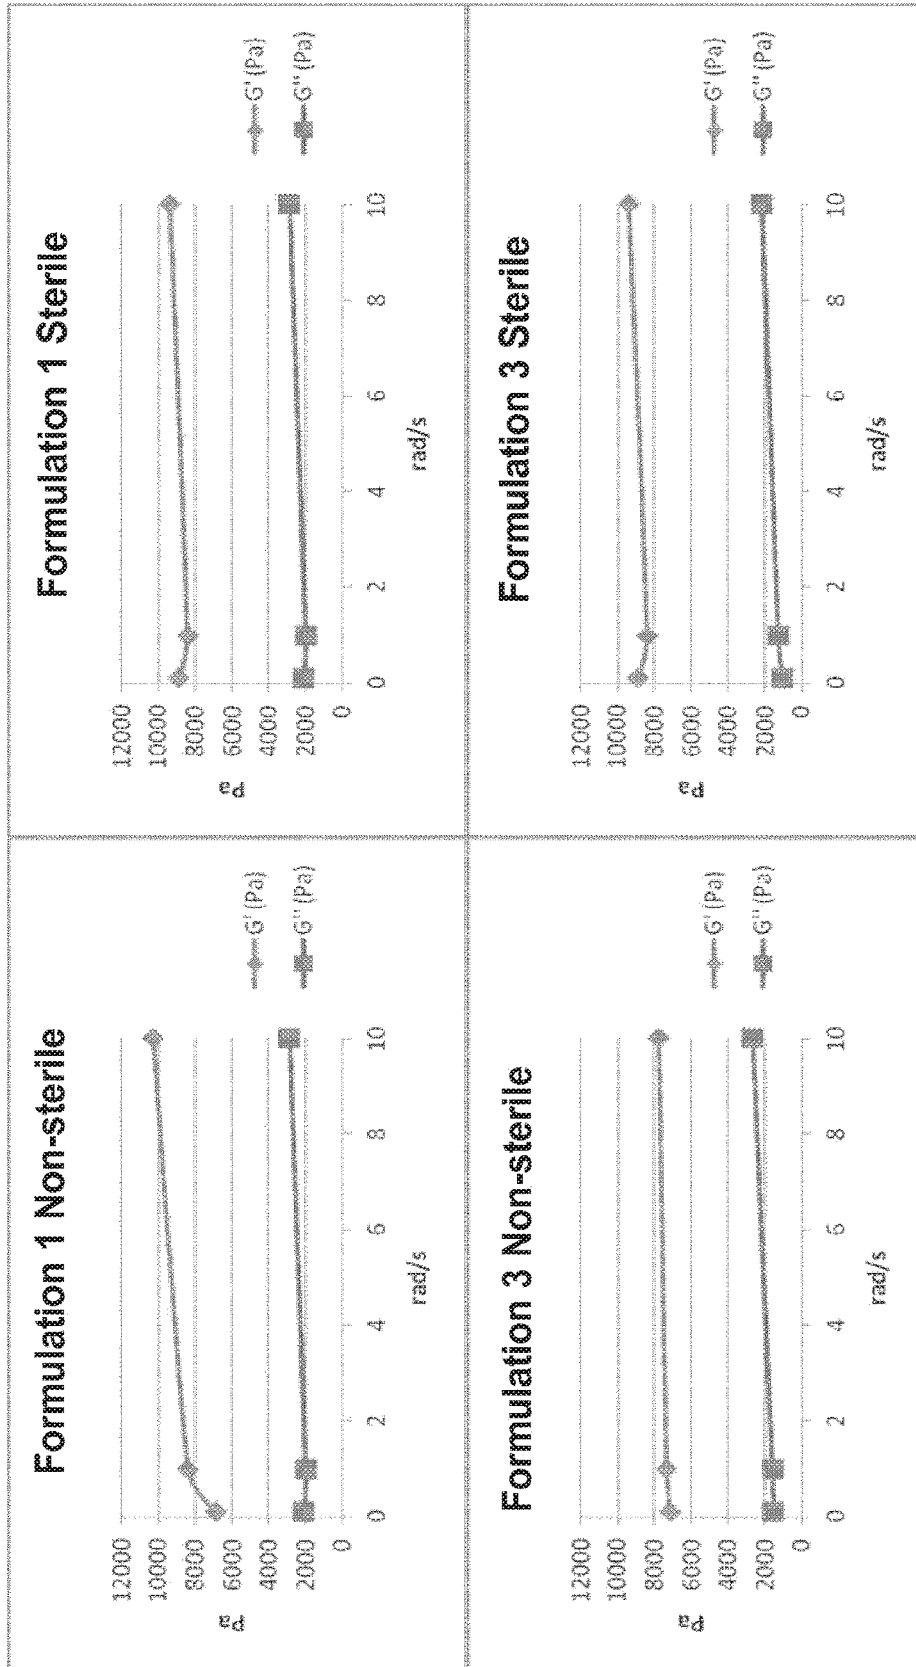 Formulation 1 Non-sterile
12000
10000
8000
6000
4000
2000
0
Pa
0
2
4
6
8
10
rad/s
G' (Pa)
G'' (Pa)
Formulation 1 Sterile
12000
10000
8000
6000
4000
2000
0
Pa
0
2
4
6
8
10
rad/s
G' (Pa)
G'' (Pa)
Formulation 3 Non-sterile
12000
10000
8000
6000
4000
2000
0
Pa
0
2
4
6
8
10
rad/s
G' (Pa)
G'' (Pa)
Formulation 3 Sterile
12000
10000
8000
6000
4000
2000
0
Pa
0
2
4
6
8
10
rad/s
G' (Pa)
G'' (Pa)